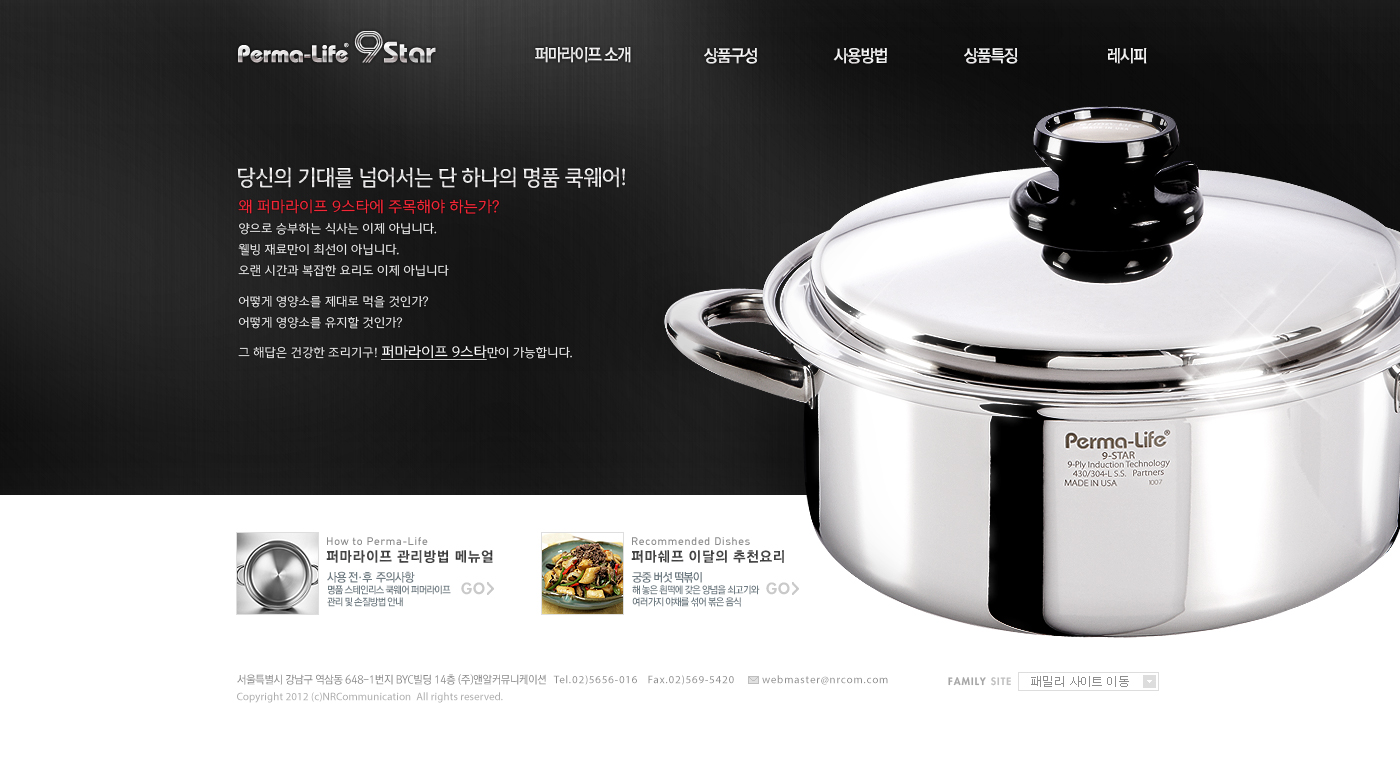 Perma-Life® 9Star
퍼마라이프 소개
상품구성
사용방법
상품특징
레시피
당신의 기대를 넘어서는 단 하나의 명품 쿡웨어!
왜 퍼마라이프 9스타에 주목해야 하는가?
양으로 승부하는 식사는 이제 아닙니다.
웰빙 재료만이 최선이 아닙니다.
오랜 시간과 복잡한 요리도 이제 아닙니다
어떻게 영양소를 제대로 먹을 것인가?
어떻게 영양소를 유지할 것인가?
그 해답은 건강한 조리기구! 퍼마라이프 9스타만이 가능합니다.
Perma-Life®
9-STAR
9-Ply Induction Technology
430/304-L S.S. Partners
MADE IN USA 1007
How to Perma-Life
퍼마라이프 관리방법 메뉴얼
사용 전·후 주의사항
명품 스테인리스 쿡웨어 퍼머라이프
관리 및 손질방법 안내
GO>
Recommended Dishes
퍼마쉐프 이달의 추천요리
궁중 버섯 떡볶이
해 놓은 흰떡에 갖은 양념을 쇠고기와
여러가지 야채를 섞어 볶은 음식
GO>
서울특별시 강남구 역삼동 648-1번지 BYC빌딩 14층 (주)앤알커뮤니케이션 Tel.02)5656-016 Fax.02)569-5420 webmaster@nrcom.com
Copyright 2012 (c)NRCommunication All rights reserved.
FAMILY SITE
패밀리 사이트 이동